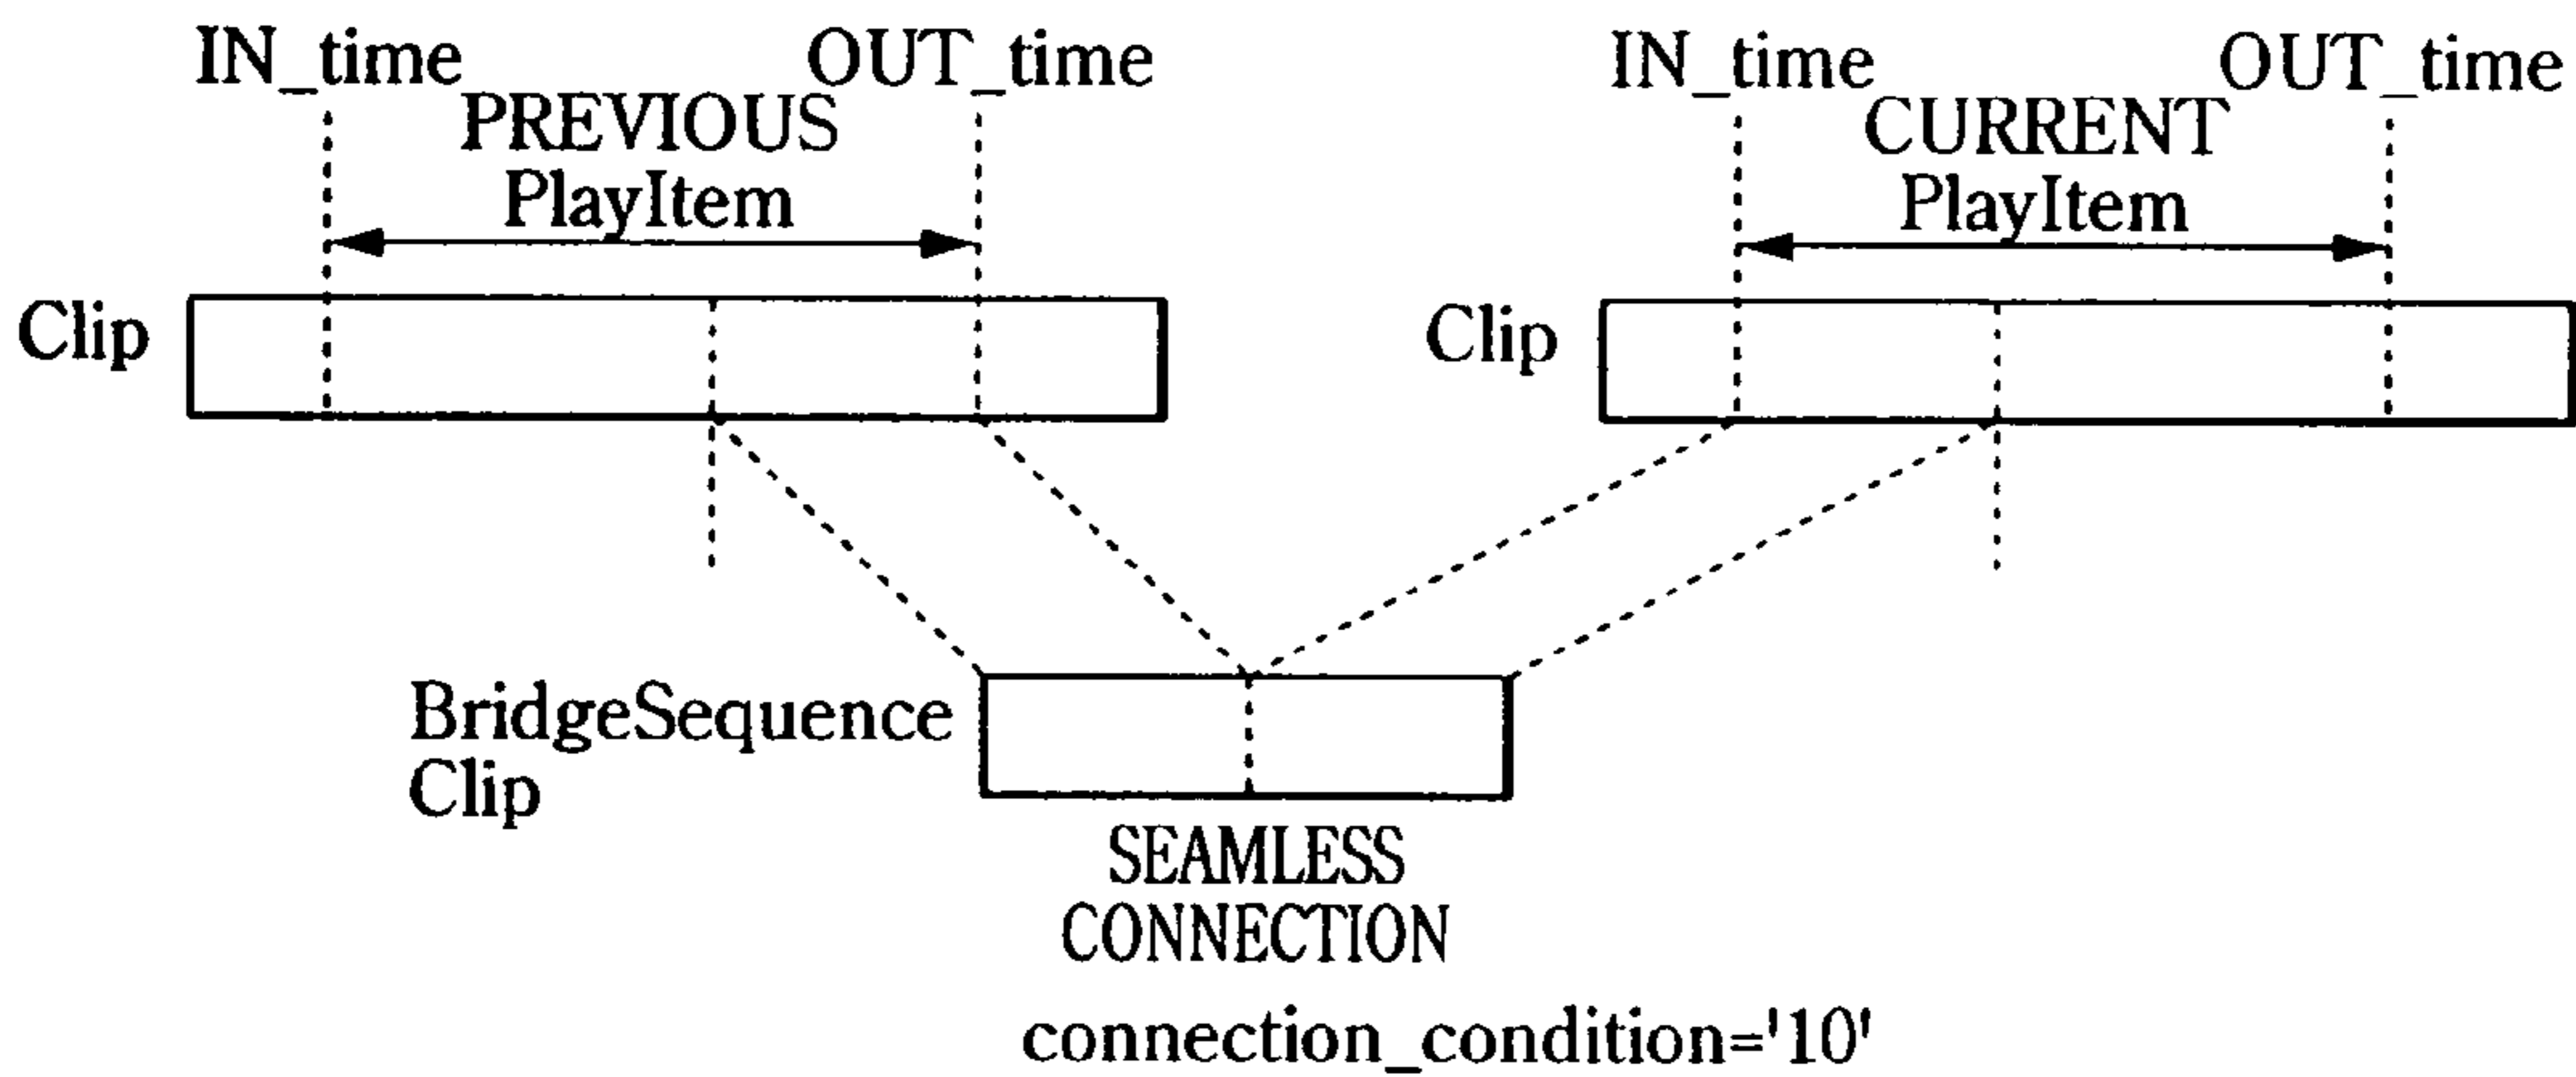 IN_time
OUT_time
PREVIOUS
PlayItem
Clip
IN_time
OUT_time
CURRENT
PlayItem
Clip
BridgeSequence
Clip
SEAMLESS
CONNECTION
connection_condition='10'